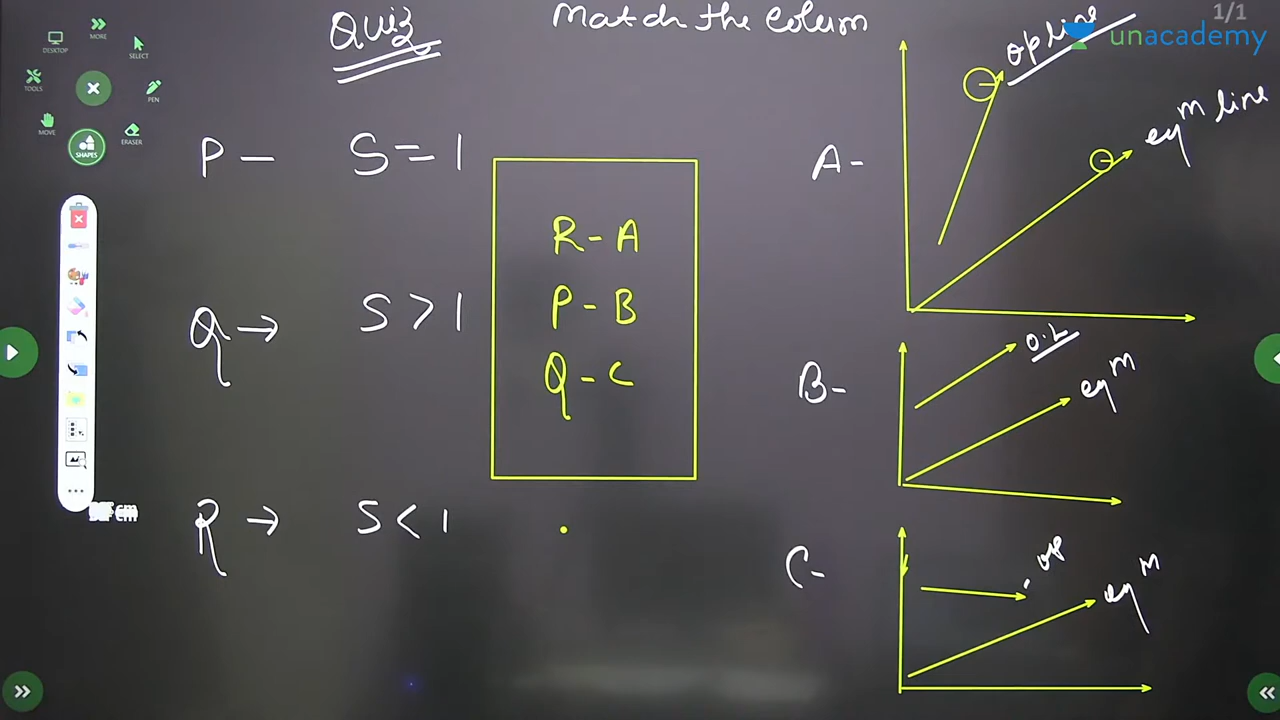 1/1
unacademy
Quiz
Match the column
DESKTOP
MORE
SELECT
TOOLS
PEN
MOVE
ERASER
SHAPES
P - S = 1
Q → S > 1
R → S < 1
R - A
P - B
Q - C
A-
op line
eqᵐ line
B-
O.L
eqᵐ
C-
op
eqᵐ